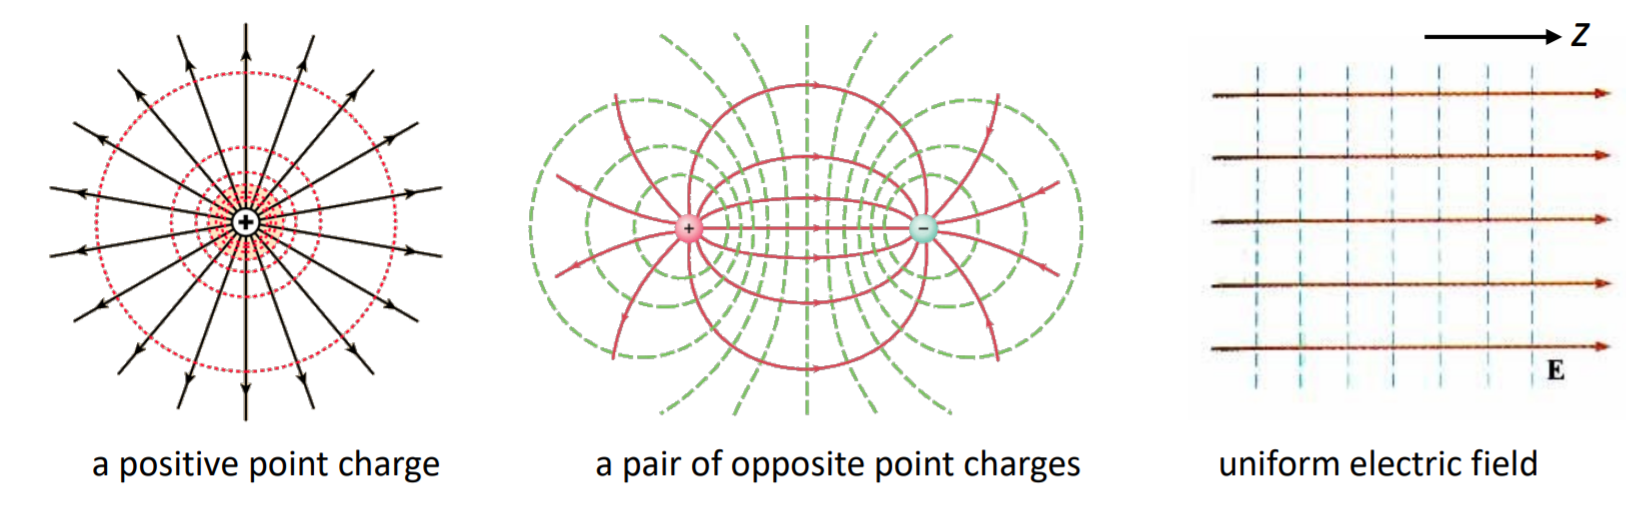 Z
+
+
−
E
a positive point charge
a pair of opposite point charges
uniform electric field